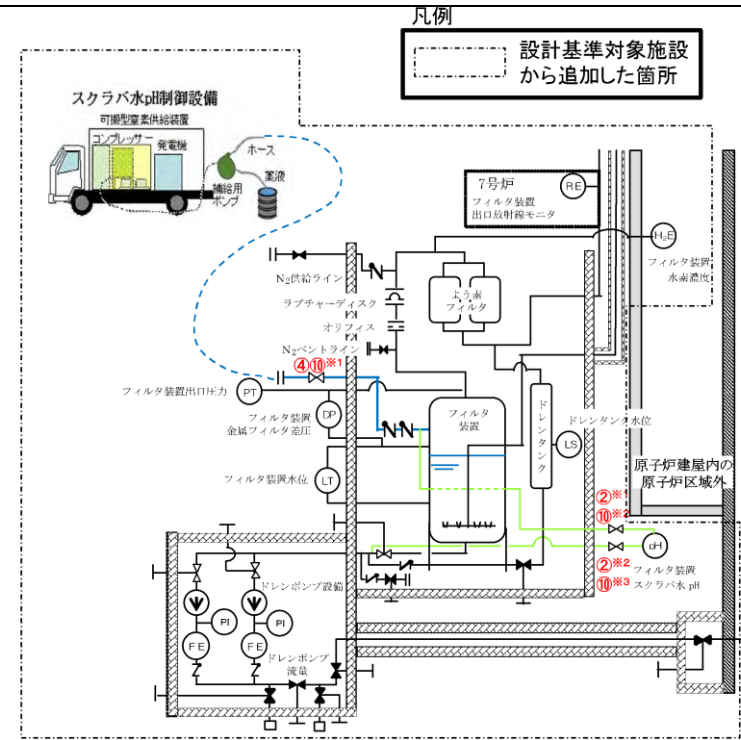 凡例
設計基準対象施設
から追加した箇所
スクラバ水pH制御設備
可搬型窒素供給装置
コンプレッサー
発電機
ホース
薬液
補給用
ポンプ
7号炉
フィルタ装置
出口放射線モニタ
RE
H₂E
フィルタ装置
水素濃度
N₂供給ライン
よう素
フィルタ
ラプチャーディスク
オリフィス
N₂ベントライン
④⑩※1
フィルタ装置出口圧力
PT
フィルタ装置
金属フィルタ差圧
DP
フィルタ装置
ドレンタンク
ドレンタンク水位
LS
フィルタ装置水位
LT
原子炉建屋内の
原子炉区域外
②※1
⑩※2
pH
②※2
⑩※3
フィルタ装置
スクラバ水 pH
ドレンポンプ設備
PI
PI
FE
FE
ドレンポンプ
流量